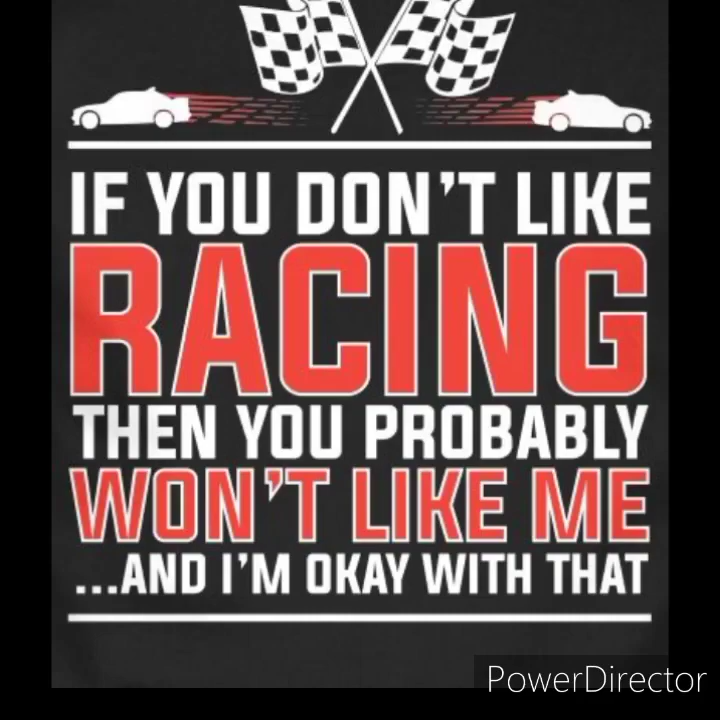 IF YOU DON'T LIKE
RACING
THEN YOU PROBABLY
WON'T LIKE ME
...AND I'M OKAY WITH THAT
PowerDirector